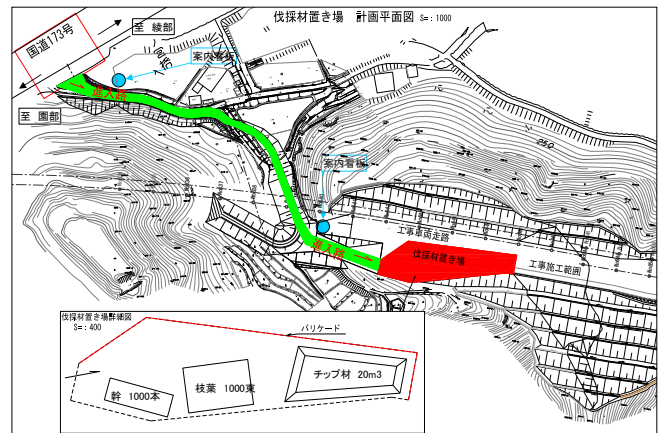 伐採材置き場 計画平面図 S=:1000
至 綾部
国道173号
案内看板
進入路
至 園部
案内看板
250
工事車両走路
進入路
伐採材置き場
工事施工範囲
伐採材置き場詳細図
S=:400
バリケード
幹 1000本
枝葉 1000束
チップ材 20m3